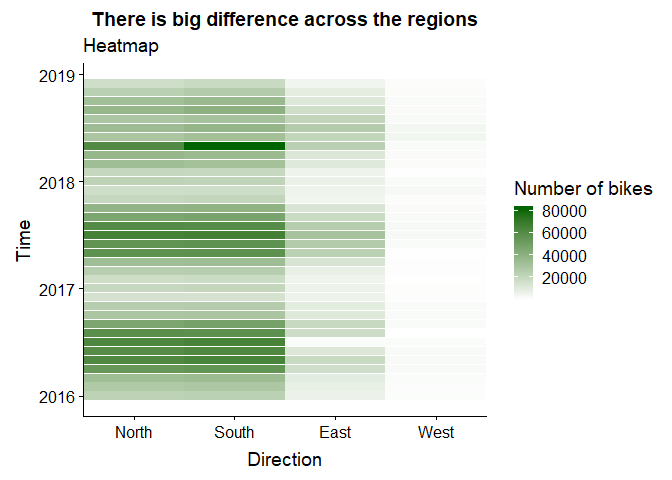 There is big difference across the regions
Heatmap
2019
2018
2017
2016
Time
North South East West
Direction
Number of bikes
80000
60000
40000
20000